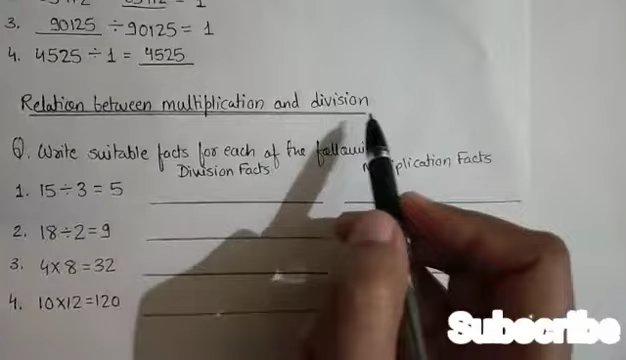 3. 90125 ÷ 90125 = 1
4. 4525 ÷ 1 = 4525
Relation between multiplication and division
Q. Write suitable facts for each of the
Division Facts Facts
1. 15 ÷ 3 = 5
2. 18 ÷ 2 = 9
3. 4 x 8 = 32
4. 10 x 12 = 120
Subscribe